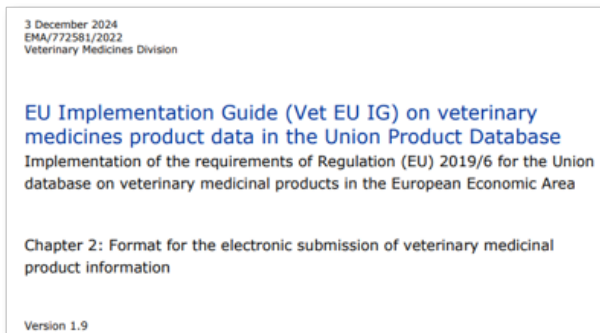 3 December 2024
EMA/772581/2022
Veterinary Medicines Division
EU Implementation Guide (Vet EU IG) on veterinary
medicines product data in the Union Product Database
Implementation of the requirements of Regulation (EU) 2019/6 for the Union
database on veterinary medicinal products in the European Economic Area
Chapter 2: Format for the electronic submission of veterinary medicinal
product information
Version 1.9